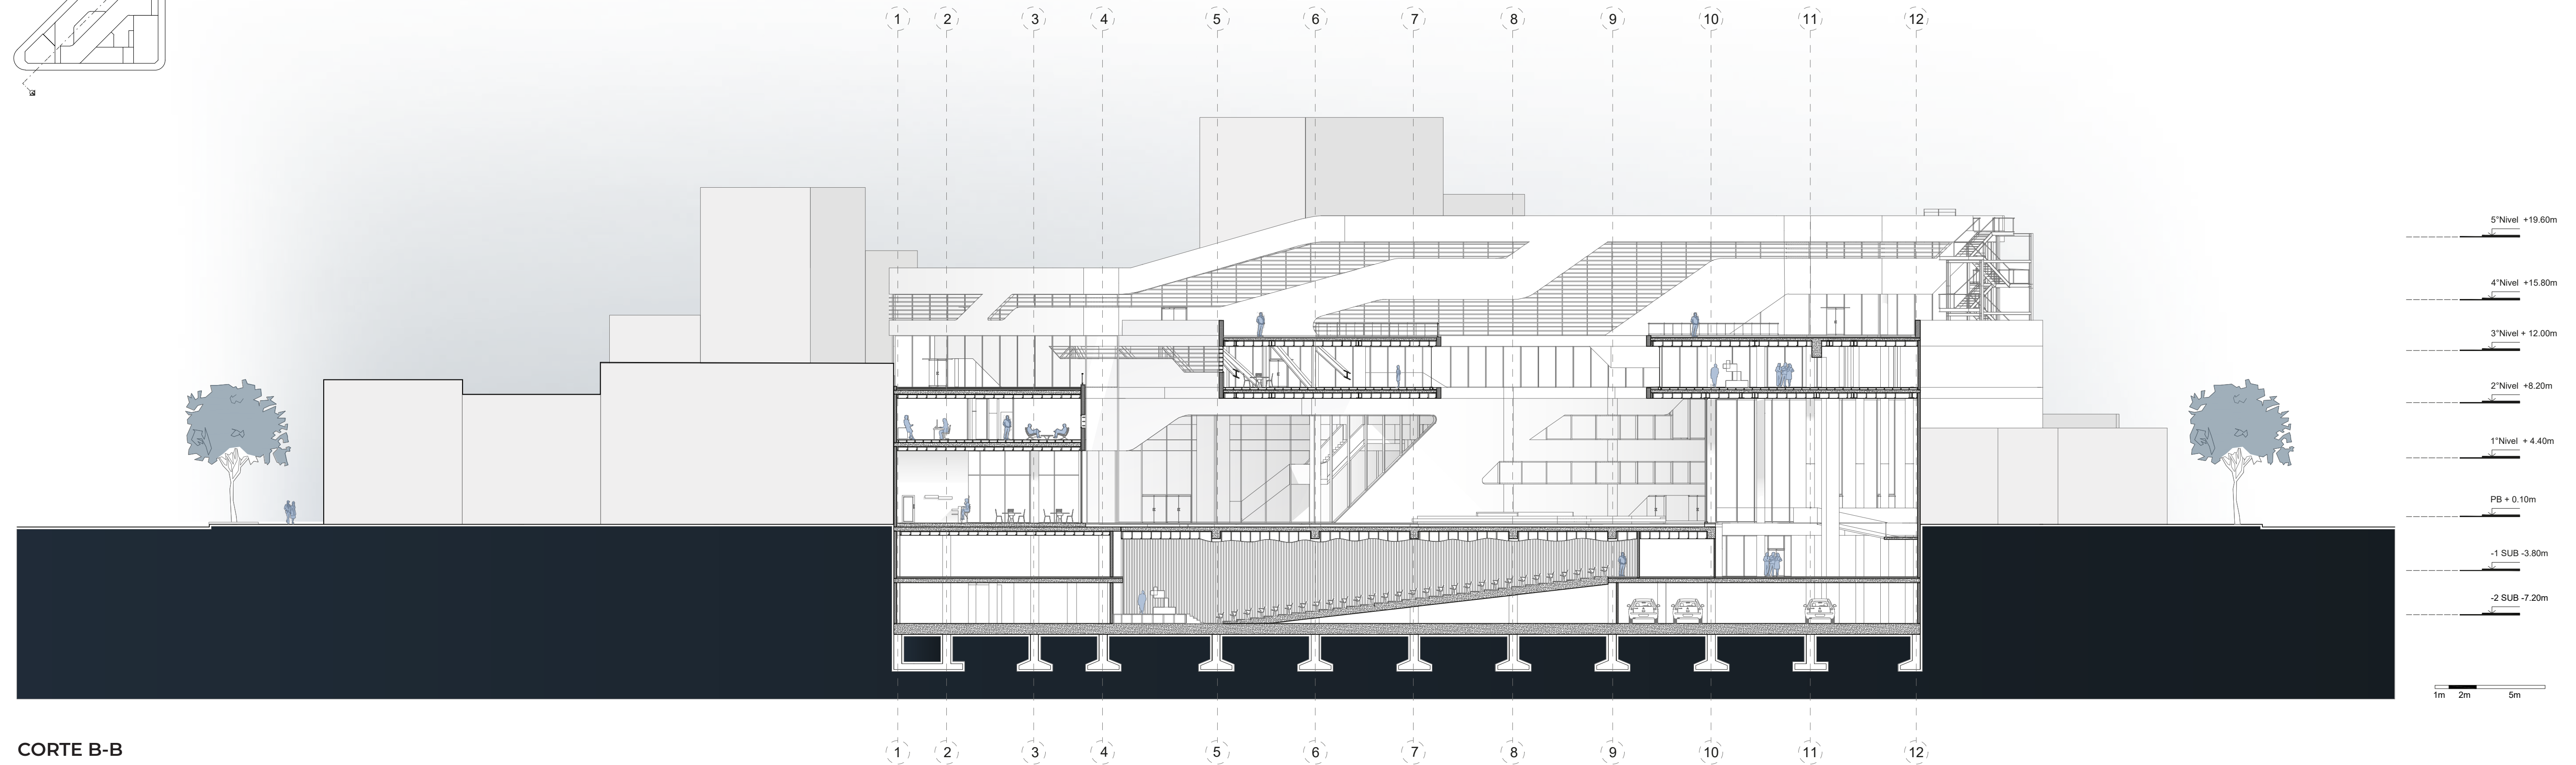 1 2 3 4 5 6 7 8 9 10 11 12
5°Nivel +19.60m
4°Nivel +15.80m
3°Nivel + 12.00m
2°Nivel +8.20m
1°Nivel + 4.40m
PB + 0.10m
-1 SUB -3.80m
-2 SUB -7.20m
1m 2m 5m
CORTE B-B
1 2 3 4 5 6 7 8 9 10 11 12